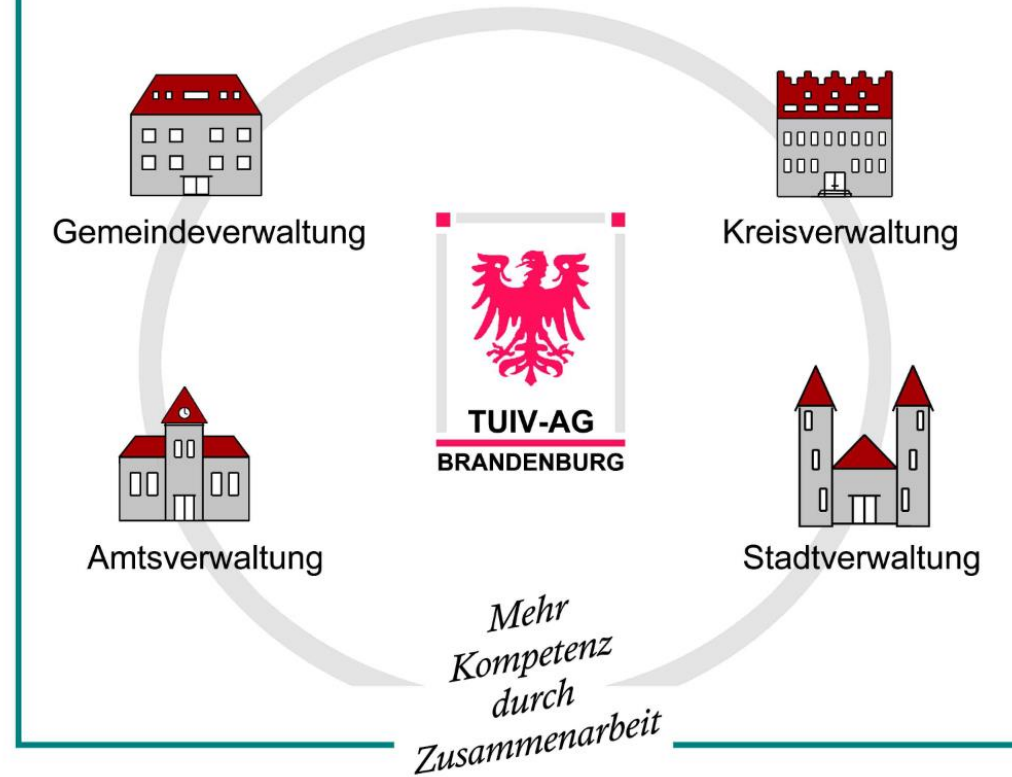 Gemeindeverwaltung
Kreisverwaltung
TUIV-AG
BRANDENBURG
Amtsverwaltung
Stadtverwaltung
Mehr
Kompetenz
durch
Zusammenarbeit